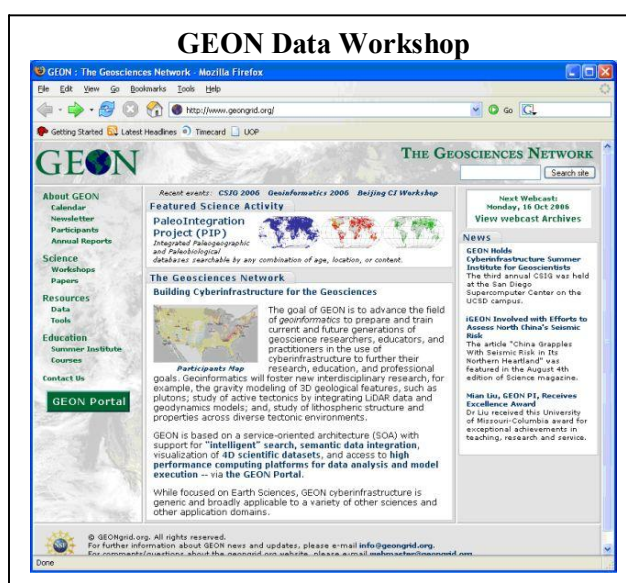 GEON Data Workshop
GEON : The Geosciences Network - Mozilla Firefox
File Edit View Go Bookmarks Tools Help
http://www.geongrid.org/
Go
Getting Started Latest Headlines Timecard UOP
GEON
THE GEOSCIENCES NETWORK
Search site
About GEON
Calendar
Newsletter
Participants
Annual Reports
Science
Workshops
Papers
Resources
Data
Tools
Education
Summer Institute
Courses
Contact Us
GEON Portal
Recent events: CSIG 2006 Geoinformatics 2006 Beijing CI Workshop
Featured Science Activity
PaleoIntegration
Project (PIP)
Integrated Paleogeographic
and Paleobiological
databases searchable by any combination of age, location, or content.
The Geosciences Network
Building Cyberinfrastructure for the Geosciences
Participants Map
The goal of GEON is to advance the field
of geoinformatics to prepare and train
current and future generations of
geoscience researchers, educators, and
practitioners in the use of
cyberinfrastructure to further their
research, education, and professional
goals. Geoinformatics will foster new interdisciplinary research, for
example, the gravity modeling of 3D geological features, such as
plutons; study of active tectonics by integrating LiDAR data and
geodynamics models; and, study of lithospheric structure and
properties across diverse tectonic environments.
GEON is based on a service-oriented architecture (SOA) with
support for "intelligent" search, semantic data integration,
visualization of 4D scientific datasets, and access to high
performance computing platforms for data analysis and model
execution -- via the GEON Portal.
While focused on Earth Sciences, GEON cyberinfrastructure is
generic and broadly applicable to a variety of other sciences and
other application domains.
Next Webcast:
Monday, 16 Oct 2006
View webcast Archives
News
GEON Holds
Cyberinfrastructure Summer
Institute for Geoscientists
The third annual CSIG was held
at the San Diego
Supercomputer Center on the
UCSD campus.
iGEON Involved with Efforts to
Assess North China's Seismic
Risk
The article "China Grapples
With Seismic Risk in Its
Northern Heartland" was
featured in the August 4th
edition of Science magazine.
Mian Liu, GEON PI, Receives
Excellence Award
Dr Liu received this University
of Missouri-Columbia award for
exceptional achievements in
teaching, research and service.
© GEONgrid.org. All rights reserved.
For further information about GEON news and updates, please e-mail info@geongrid.org.
For comments/questions about the geongrid.org website, please e-mail webmaster@geongrid.org
Done